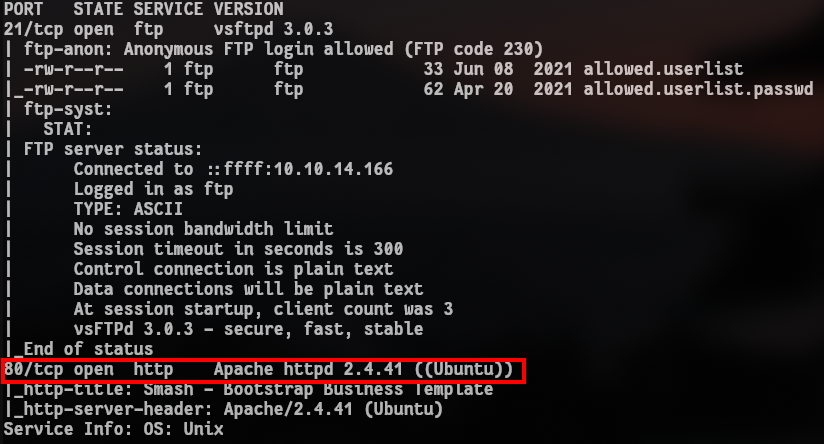 PORT   STATE SERVICE VERSION
21/tcp open  ftp     vsftpd 3.0.3
| ftp-anon: Anonymous FTP login allowed (FTP code 230)
| -rw-r--r--    1 ftp      ftp            33 Jun 08  2021 allowed.userlist
|_-rw-r--r--    1 ftp      ftp            62 Apr 20  2021 allowed.userlist.passwd
| ftp-syst:
|   STAT:
| FTP server status:
|      Connected to ::ffff:10.10.14.166
|      Logged in as ftp
|      TYPE: ASCII
|      No session bandwidth limit
|      Session timeout in seconds is 300
|      Control connection is plain text
|      Data connections will be plain text
|      At session startup, client count was 3
|      vsFTPd 3.0.3 - secure, fast, stable
|_End of status
80/tcp open  http    Apache httpd 2.4.41 ((Ubuntu))
|_http-title: Smash - Bootstrap Business Template
|_http-server-header: Apache/2.4.41 (Ubuntu)
Service Info: OS: Unix